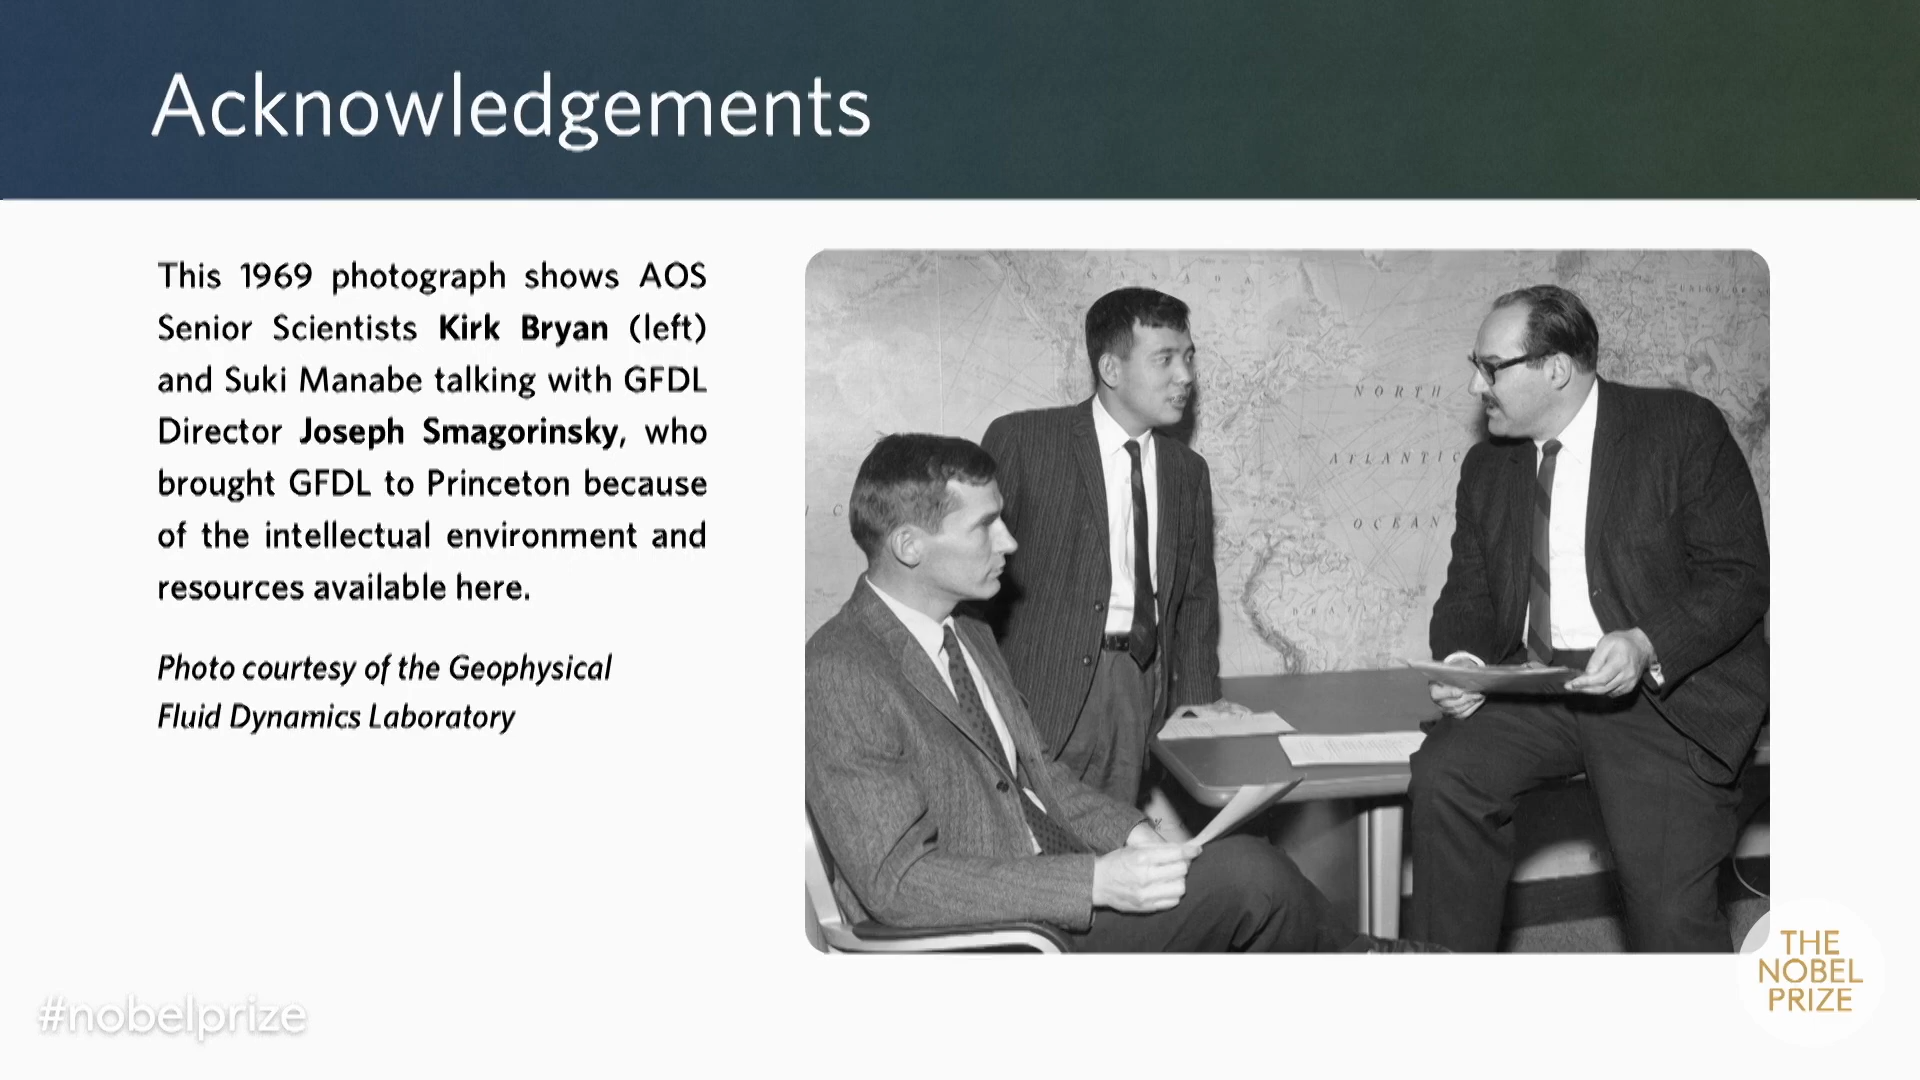 Acknowledgements
This 1969 photograph shows AOS
Senior Scientists Kirk Bryan (left)
and Suki Manabe talking with GFDL
Director Joseph Smagorinsky, who
brought GFDL to Princeton because
of the intellectual environment and
resources available here.
Photo courtesy of the Geophysical
Fluid Dynamics Laboratory
CANADA
NORTH
ATLANTIC
OCEAN
BRAZIL
THE
NOBEL
PRIZE
#nobelprize